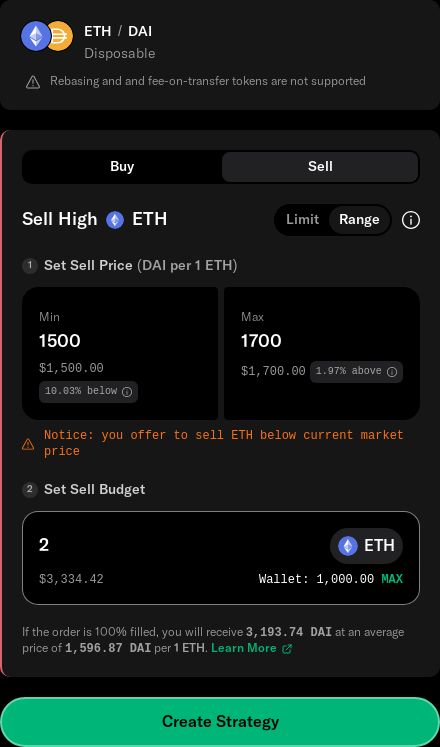 ETH / DAI
Disposable
Rebasing and and fee-on-transfer tokens are not supported
Buy
Sell
Sell High ETH
Limit
Range
1 Set Sell Price (DAI per 1 ETH)
Min
1500
$1,500.00
10.03% below
Max
1700
$1,700.00 1.97% above
Notice: you offer to sell ETH below current market
price
2 Set Sell Budget
2
ETH
$3,334.42
Wallet: 1,000.00 MAX
If the order is 100% filled, you will receive 3,193.74 DAI at an average
price of 1,596.87 DAI per 1 ETH. Learn More
Create Strategy